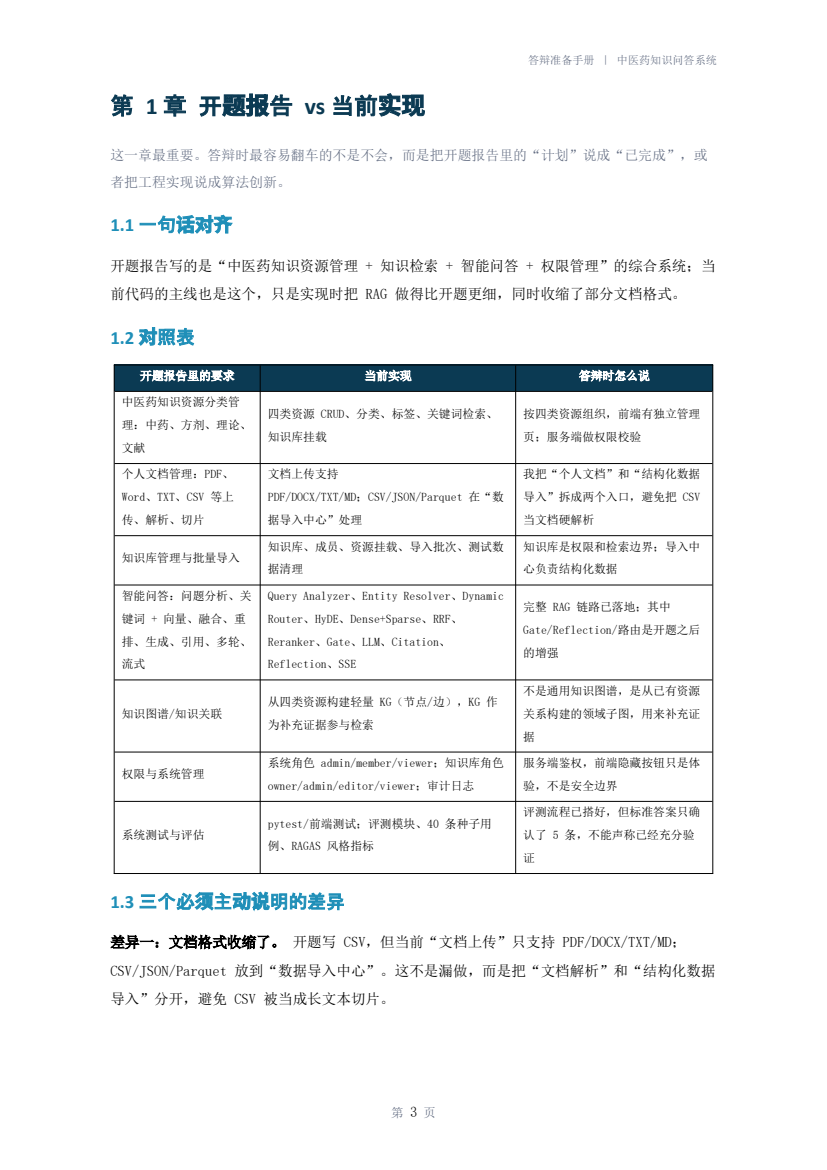 答辩准备手册 | 中医药知识问答系统
第 1 章 开题报告 vs 当前实现
这一章最重要。答辩时最容易翻车的不是不会，而是把开题报告里的“计划”说成“已完成”，或
者把工程实现说成算法创新。
1.1 一句话对齐
开题报告写的是“中医药知识资源管理 + 知识检索 + 智能问答 + 权限管理”的综合系统；当
前代码的主线也是这个，只是实现时把 RAG 做得比开题更细，同时收缩了部分文档格式。
1.2 对照表
开题报告里的要求 当前实现 答辩时怎么说
中医药知识资源分类管
理：中药、方剂、理论、
文献
四类资源 CRUD、分类、标签、关键词检索、
知识库挂载
按四类资源组织，前端有独立管理
页；服务端做权限校验
个人文档管理：PDF、
Word、TXT、CSV 等上
传、解析、切片
文档上传支持
PDF/DOCX/TXT/MD；CSV/JSON/Parquet 在“数
据导入中心”处理
我把“个人文档”和“结构化数据
导入”拆成两个入口，避免把 CSV
当文档硬解析
知识库管理与批量导入
知识库、成员、资源挂载、导入批次、测试数
据清理
知识库是权限和检索边界；导入中
心负责结构化数据
智能问答：问题分析、关
键词 + 向量、融合、重
排、生成、引用、多轮、
流式
Query Analyzer、Entity Resolver、Dynamic
Router、HyDE、Dense+Sparse、RRF、
Reranker、Gate、LLM、Citation、
Reflection、SSE
完整 RAG 链路已落地；其中
Gate/Reflection/路由是开题之后
的增强
知识图谱/知识关联
从四类资源构建轻量 KG（节点/边），KG 作
为补充证据参与检索
不是通用知识图谱，是从已有资源
关系构建的领域子图，用来补充证
据
权限与系统管理
系统角色 admin/member/viewer；知识库角色
owner/admin/editor/viewer；审计日志
服务端鉴权，前端隐藏按钮只是体
验，不是安全边界
系统测试与评估
pytest/前端测试；评测模块、40 条种子用
例、RAGAS 风格指标
评测流程已搭好，但标准答案只确
认了 5 条，不能声称已经充分验
证
1.3 三个必须主动说明的差异
差异一：文档格式收缩了。 开题写 CSV，但当前“文档上传”只支持 PDF/DOCX/TXT/MD；
CSV/JSON/Parquet 放到“数据导入中心”。这不是漏做，而是把“文档解析”和“结构化数据
导入”分开，避免 CSV 被当成长文本切片。
第 3 页